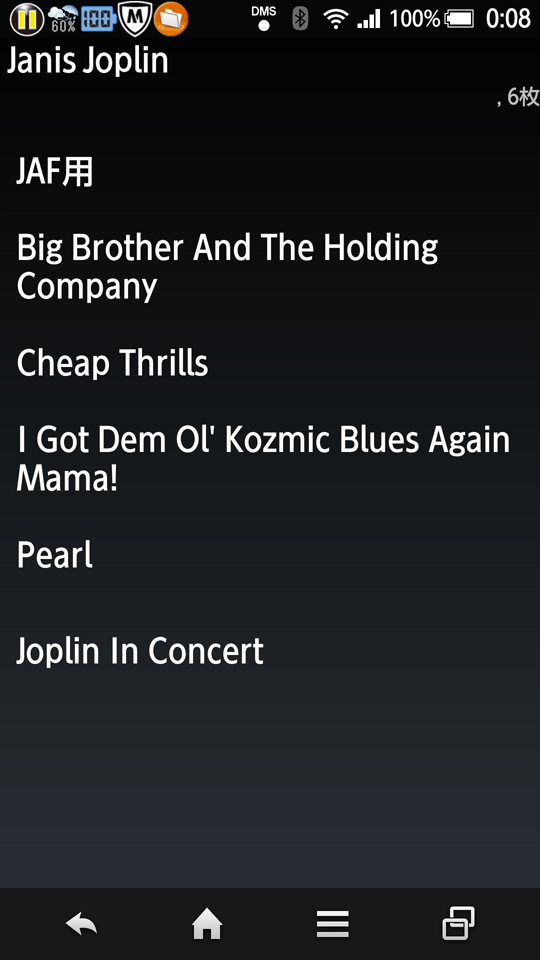 60%
100
M
DMS
100%
0:08
Janis Joplin
, 6枚
JAF用
Big Brother And The Holding
Company
Cheap Thrills
I Got Dem Ol' Kozmic Blues Again
Mama!
Pearl
Joplin In Concert